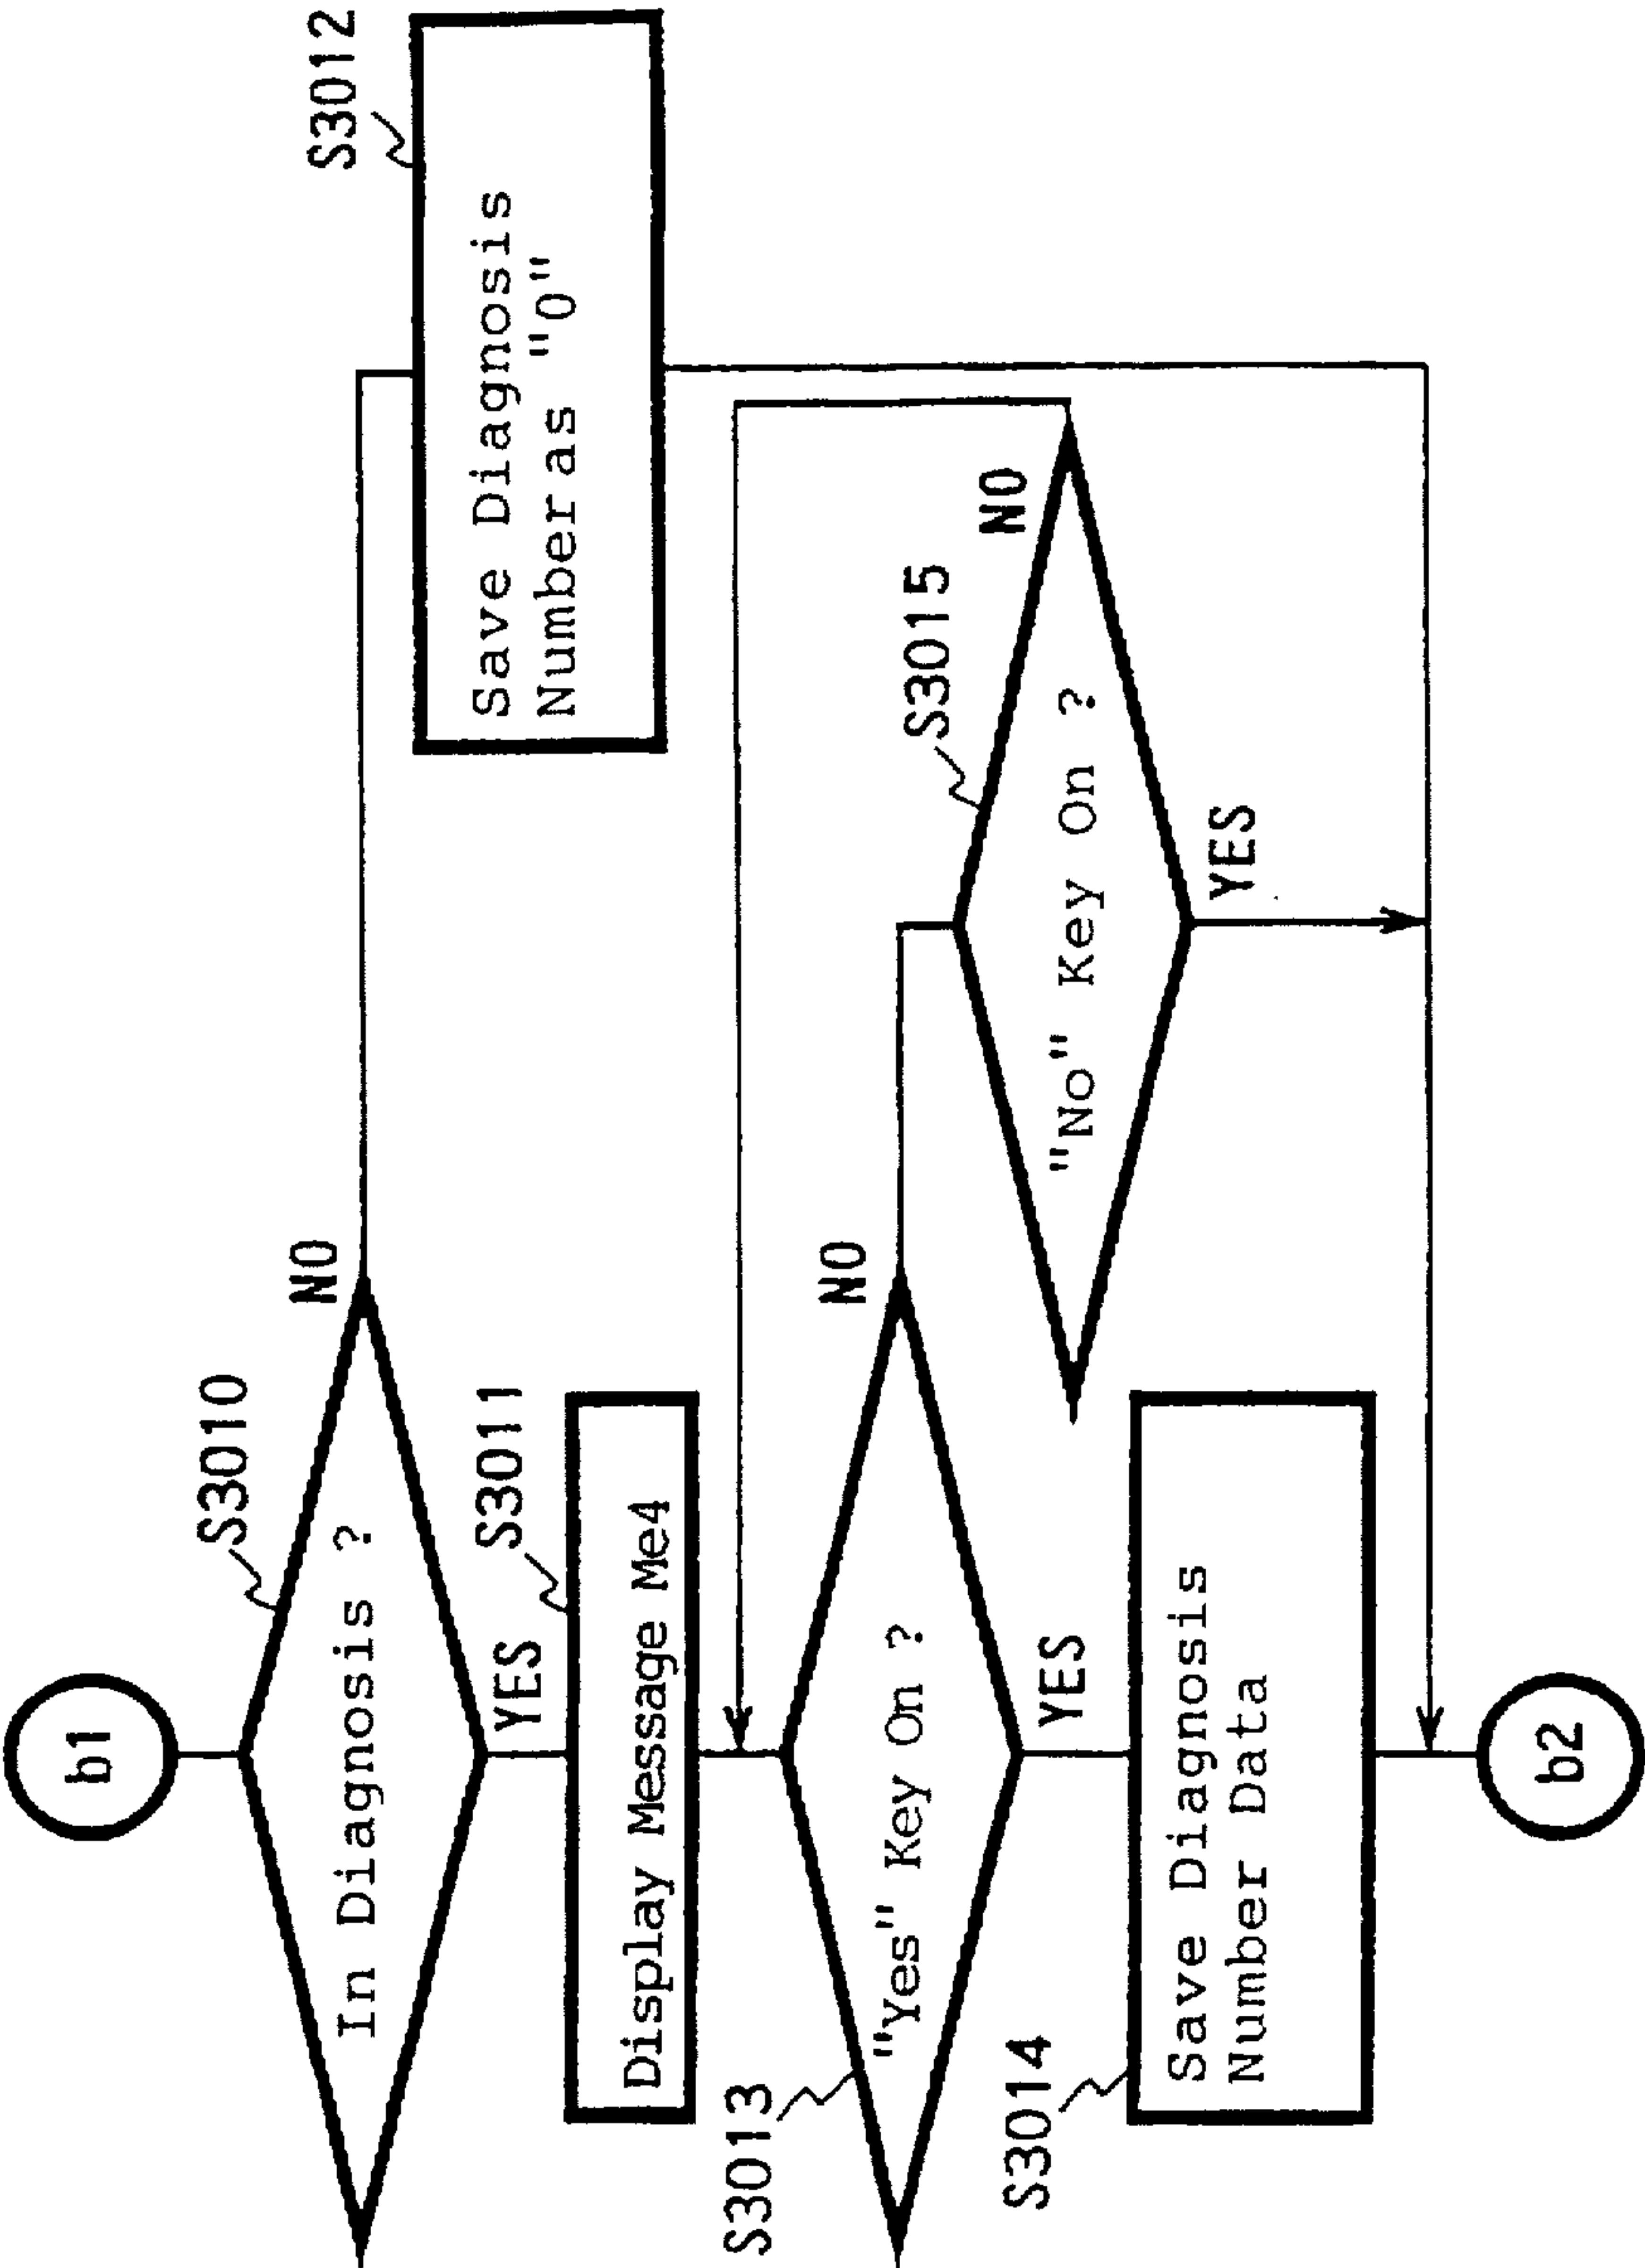 b1
S3010
In Diagnosis ?
NO
YES
S3011
Display Message Me4
S3012
Save Diagnosis
Number as "0"
S3013
"Yes" Key On ?
NO
YES
S3015
"No" Key On ?
NO
YES
S3014
Save Diagnosis
Number Data
b2